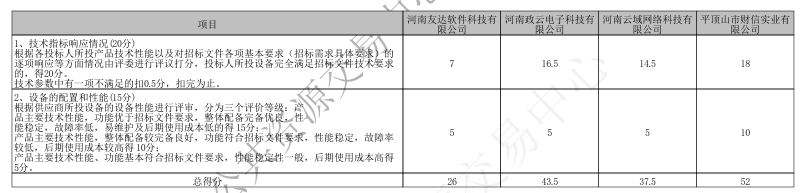 项目 河南友达软件科技有限公司 河南政云电子科技有限公司 河南云域网络科技有限公司 平顶山市财信实业有限公司
1、技术指标响应情况(20分)
根据各投标人所投产品技术性能以及对招标文件各项基本要求（招标需求具体要求）的
逐项响应等方面情况由评委进行评议打分，投标人所投设备完全满足招标文件技术要求
的，得20分。
技术参数中有一项不满足的扣0.5分，扣完为止。
7 16.5 14.5 18
2、设备的配置和性能(15分)
根据供应商所投设备的设备性能进行评审，分为三个评价等级：产
品主要技术性能，功能优于招标文件要求，整体配备完备优良，性
能稳定，故障率低，易维护及后期使用成本低的得15分；
产品主要技术性能，整体配备较完备良好，功能符合招标文件要求，性能稳定，故障率
较低，后期使用成本较高得10分；
产品主要技术性能、功能基本符合招标文件要求，性能稳定性一般，后期使用成本高得
5分。
5 5 5 10
总得分 26 43.5 37.5 52
公共资源交易中心
交易中心